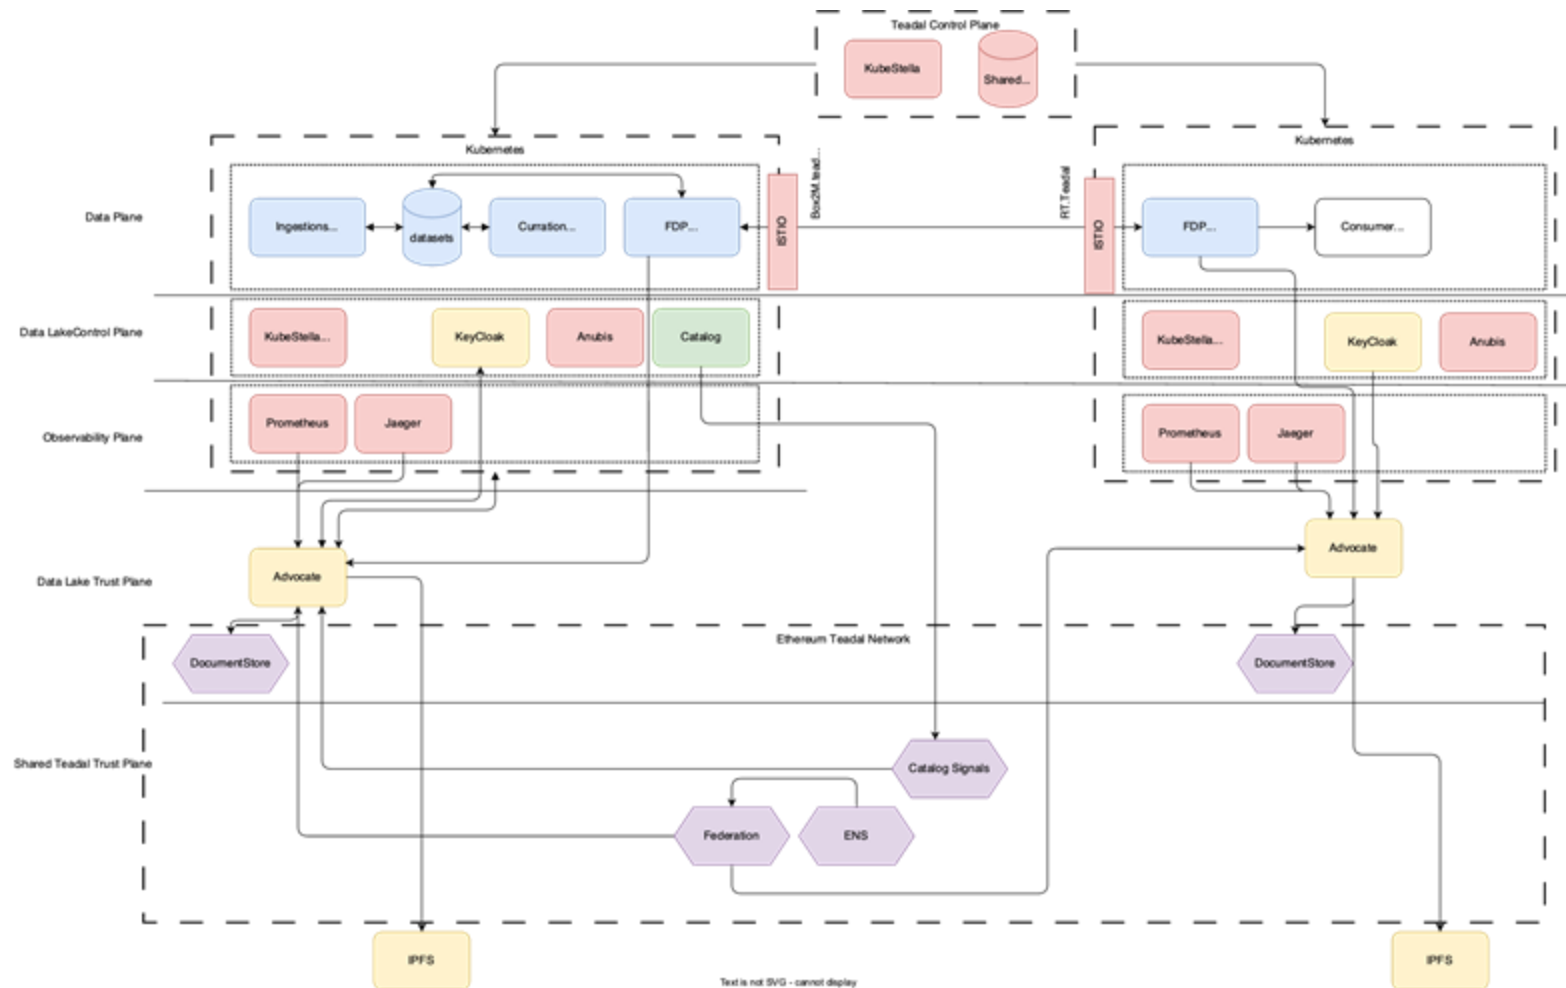 Teadal Control Plane
KubeStella
Shared...
Kubernetes
Kubernetes
Box2M.tead...
RT.Teadal
Data Plane
Ingestions...
datasets
Curration...
FDP...
ISTIO
ISTIO
FDP...
Consumer...
Data LakeControl Plane
KubeStella...
KeyCloak
Anubis
Catalog
KubeStella...
KeyCloak
Anubis
Observability Plane
Prometheus
Jaeger
Prometheus
Jaeger
Data Lake Trust Plane
Advocate
Advocate
Ethereum Teadal Network
DocumentStore
DocumentStore
Shared Teadal Trust Plane
Catalog Signals
Federation
ENS
IPFS
IPFS
Text is not SVG - cannot display